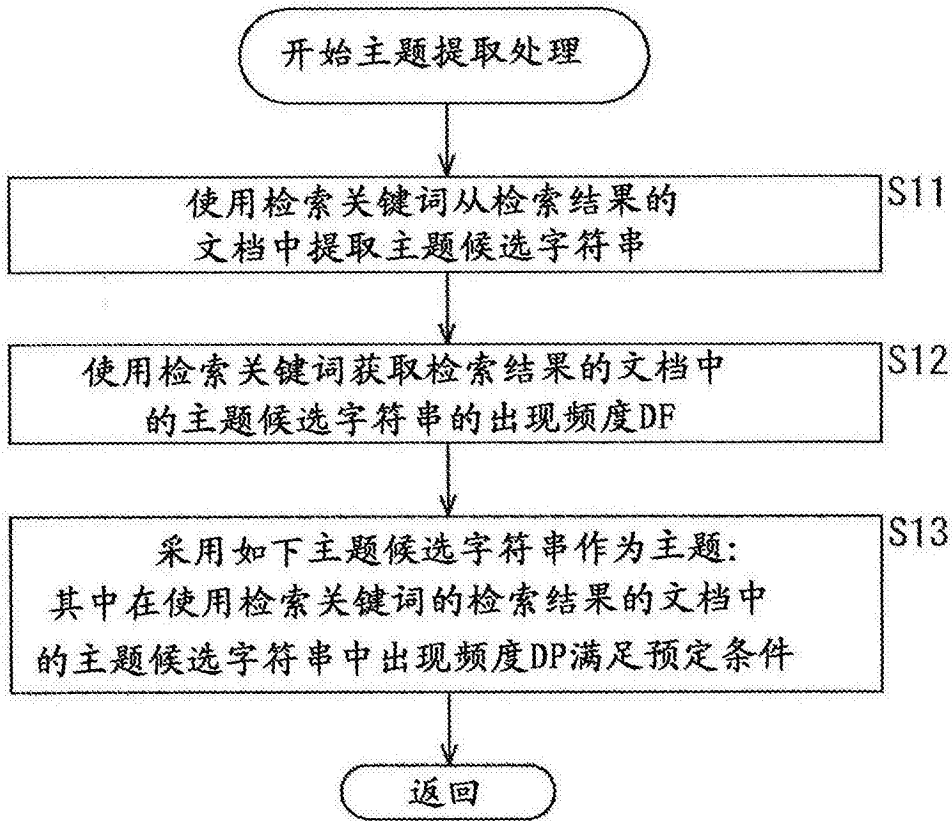 开始主题提取处理
使用检索关键词从检索结果的
S11
文档中提取主题候选字符串
使用检索关键词获取检索结果的文档中
S12
的主题候选字符串的出现频度DF
采用如下主题候选字符串作为主题:
S13
其中在使用检索关键词的检索结果的文档中
的主题候选字符串中出现频度DP满足预定条件
返回